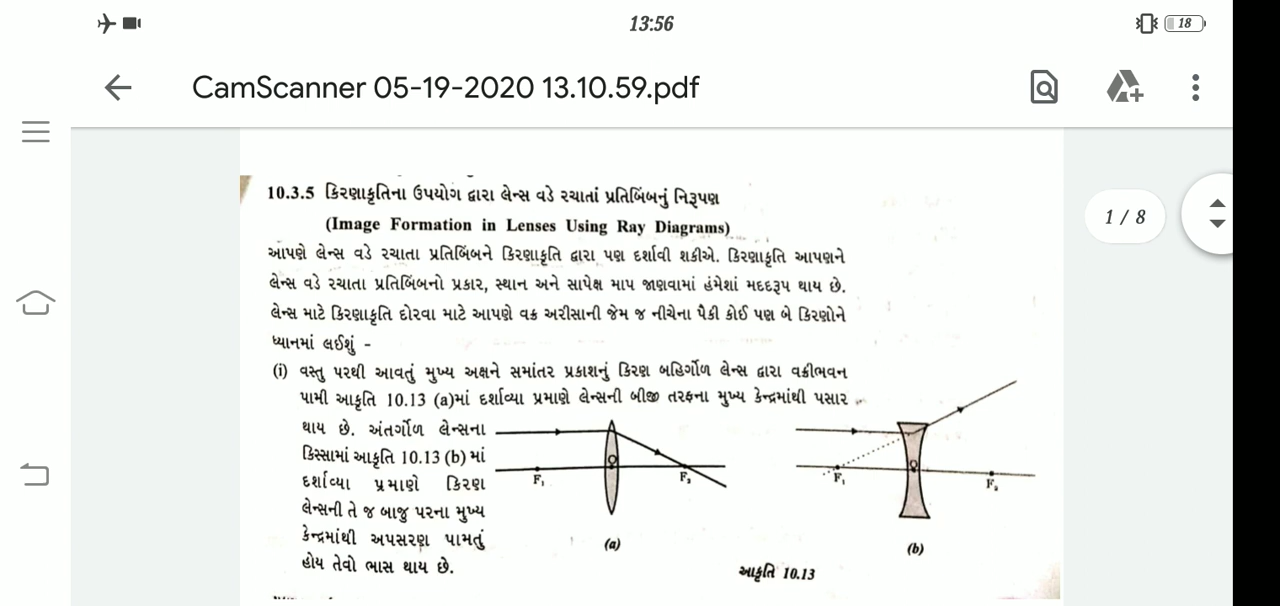 13:56
18
CamScanner 05-19-2020 13.10.59.pdf
1 / 8
10.3.5 કિરણાકૃતિના ઉપયોગ દ્વારા લેન્સ વડે રચાતાં પ્રતિબિંબનું નિરૂપણ
(Image Formation in Lenses Using Ray Diagrams)
આપણે લેન્સ વડે રચાતા પ્રતિબિંબને કિરણાકૃતિ દ્વારા પણ દર્શાવી શકીએ. કિરણાકૃતિ આપણને
લેન્સ વડે રચાતા પ્રતિબિંબનો પ્રકાર, સ્થાન અને સાપેક્ષ માપ જાણવામાં હંમેશાં મદદરૂપ થાય છે.
લેન્સ માટે કિરણાકૃતિ દોરવા માટે આપણે વક્ર અરીસાની જેમ જ નીચેના પૈકી કોઈ પણ બે કિરણોને
ધ્યાનમાં લઈશું -
(i) વસ્તુ પરથી આવતું મુખ્ય અક્ષને સમાંતર પ્રકાશનું કિરણ બહિર્ગોળ લેન્સ દ્વારા વક્રીભવન
પામી આકૃતિ 10.13 (a)માં દર્શાવ્યા પ્રમાણે લેન્સની બીજી તરફના મુખ્ય કેન્દ્રમાંથી પસાર
થાય છે. અંતર્ગોળ લેન્સના
કિસ્સામાં આકૃતિ 10.13 (b) માં
દર્શાવ્યા પ્રમાણે કિરણ
લેન્સની તે જ બાજુ પરના મુખ્ય
કેન્દ્રમાંથી અપસરણ પામતું
હોય તેવો ભાસ થાય છે.
F₁ O F₂
(a)
F₁ O F₂
(b)
આકૃતિ 10.13